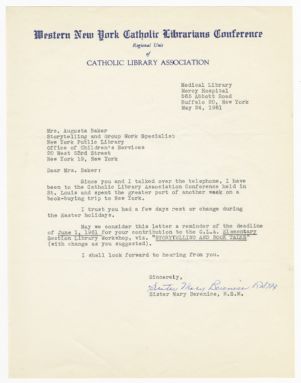 Western New York Catholic Librarians Conference
Regional Unit
of
CATHOLIC LIBRARY ASSOCIATION
Medical Library
Mercy Hospital
565 Abbott Road
Buffalo 20, New York
May 24, 1961
Mrs. Augusta Baker
Storytelling and Group Work Specialist
New York Public Library
Office of Children's Services
20 West 53rd Street
New York 19, New York
Dear Mrs. Baker:
Since you and I talked over the telephone, I have
been to the Catholic Library Association Conference held in
St. Louis and spent the greater part of another week on a
book-buying trip to New York.
I trust you had a few days rest or change during
the Easter holidays.
May we consider this letter a reminder of the deadline
of June 1, 1961 for your contribution to the C.L.A. Elementary
Section Library Workshop, viz. "STORYTELLING AND BOOK TALKS"
(with change as you suggested).
I shall look forward to hearing from you.
Sincerely,
Sister Mary Berenice, R.S.M.
Sister Mary Berenice, R.S.M.